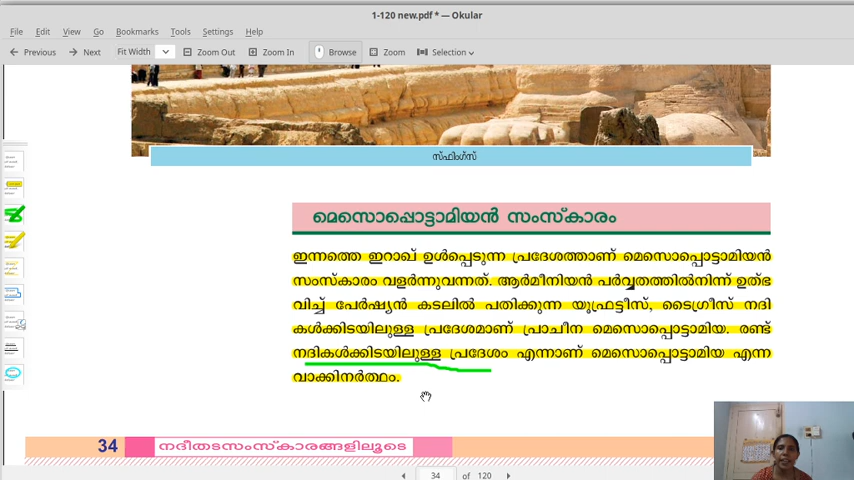 1-120 new.pdf * — Okular
File Edit View Go Bookmarks Tools Settings Help
Previous Next Fit Width Zoom Out Zoom In Browse Zoom Selection
സ്ഫിംഗ്സ്
മെസൊപ്പൊട്ടാമിയൻ സംസ്കാരം
ഇന്നത്തെ ഇറാഖ് ഉൾപ്പെടുന്ന പ്രദേശത്താണ് മെസൊപ്പൊട്ടാമിയൻ
സംസ്കാരം വളർന്നുവന്നത്. ആർമീനിയൻ പർവ്വതത്തിൽനിന്ന് ഉത്ഭ
വിച്ച് പേർഷ്യൻ കടലിൽ പതിക്കുന്ന യൂഫ്രട്ടീസ്, ടൈഗ്രീസ് നദി
കൾക്കിടയിലുള്ള പ്രദേശമാണ് പ്രാചീന മെസൊപ്പൊട്ടാമിയ. രണ്ട്
നദികൾക്കിടയിലുള്ള പ്രദേശം എന്നാണ് മെസൊപ്പൊട്ടാമിയ എന്ന
വാക്കിനർത്ഥം.
34 നദീതടസംസ്കാരങ്ങളിലൂടെ
34 of 120